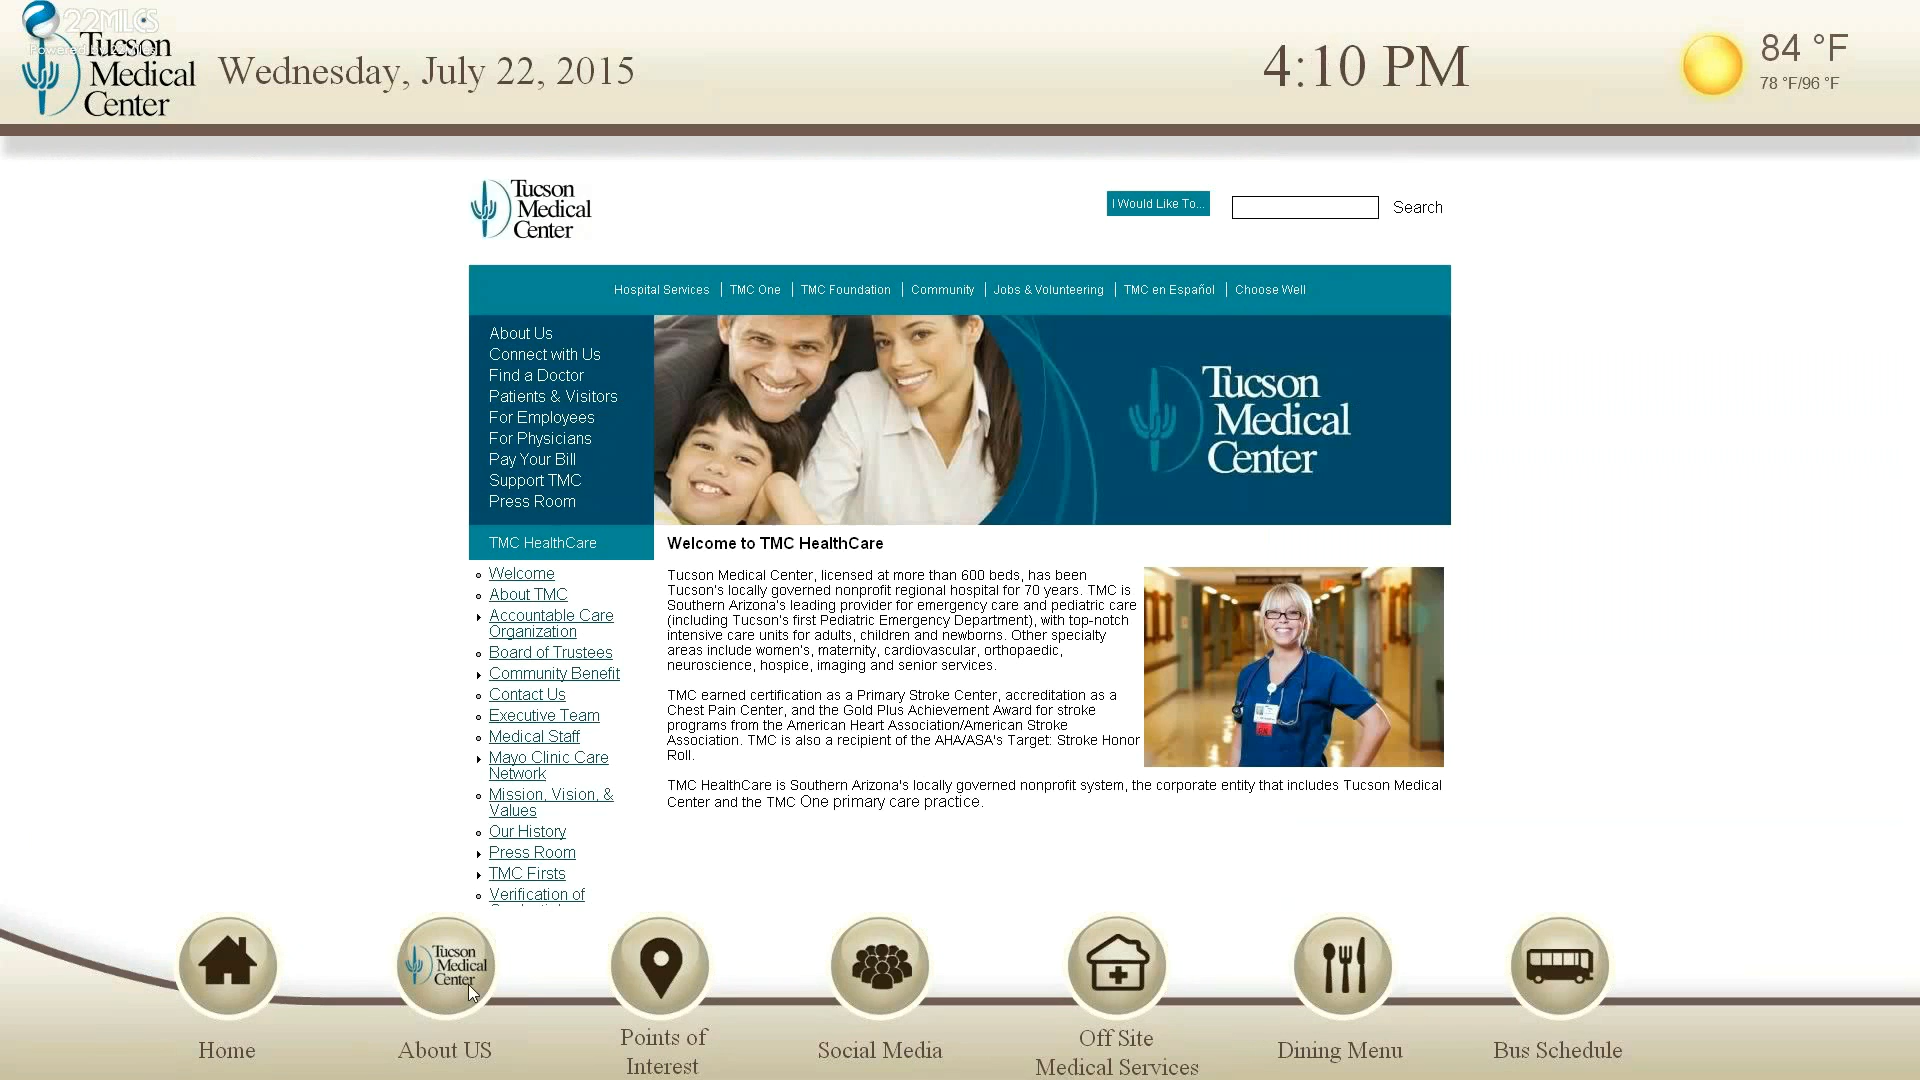 22MILES
Powered by 22Miles
Tucson
Medical
Center
Wednesday, July 22, 2015
4:10 PM
84 °F
78 °F/96 °F
Tucson
Medical
Center
I Would Like To...
Search
Hospital Services
TMC One
TMC Foundation
Community
Jobs & Volunteering
TMC en Español
Choose Well
About Us
Connect with Us
Find a Doctor
Patients & Visitors
For Employees
For Physicians
Pay Your Bill
Support TMC
Press Room
Tucson
Medical
Center
TMC HealthCare
Welcome
About TMC
Accountable Care
Organization
Board of Trustees
Community Benefit
Contact Us
Executive Team
Medical Staff
Mayo Clinic Care
Network
Mission, Vision, &
Values
Our History
Press Room
TMC Firsts
Verification of
Welcome to TMC HealthCare
Tucson Medical Center, licensed at more than 600 beds, has been
Tucson's locally governed nonprofit regional hospital for 70 years. TMC is
Southern Arizona's leading provider for emergency care and pediatric care
(including Tucson's first Pediatric Emergency Department), with top-notch
intensive care units for adults, children and newborns. Other specialty
areas include women's, maternity, cardiovascular, orthopaedic,
neuroscience, hospice, imaging and senior services.
TMC earned certification as a Primary Stroke Center, accreditation as a
Chest Pain Center, and the Gold Plus Achievement Award for stroke
programs from the American Heart Association/American Stroke
Association. TMC is also a recipient of the AHA/ASA's Target: Stroke Honor
Roll.
TMC HealthCare is Southern Arizona's locally governed nonprofit system, the corporate entity that includes Tucson Medical
Center and the TMC One primary care practice.
Tucson
Medical
Center
Home
About US
Points of
Interest
Social Media
Off Site
Medical Services
Dining Menu
Bus Schedule